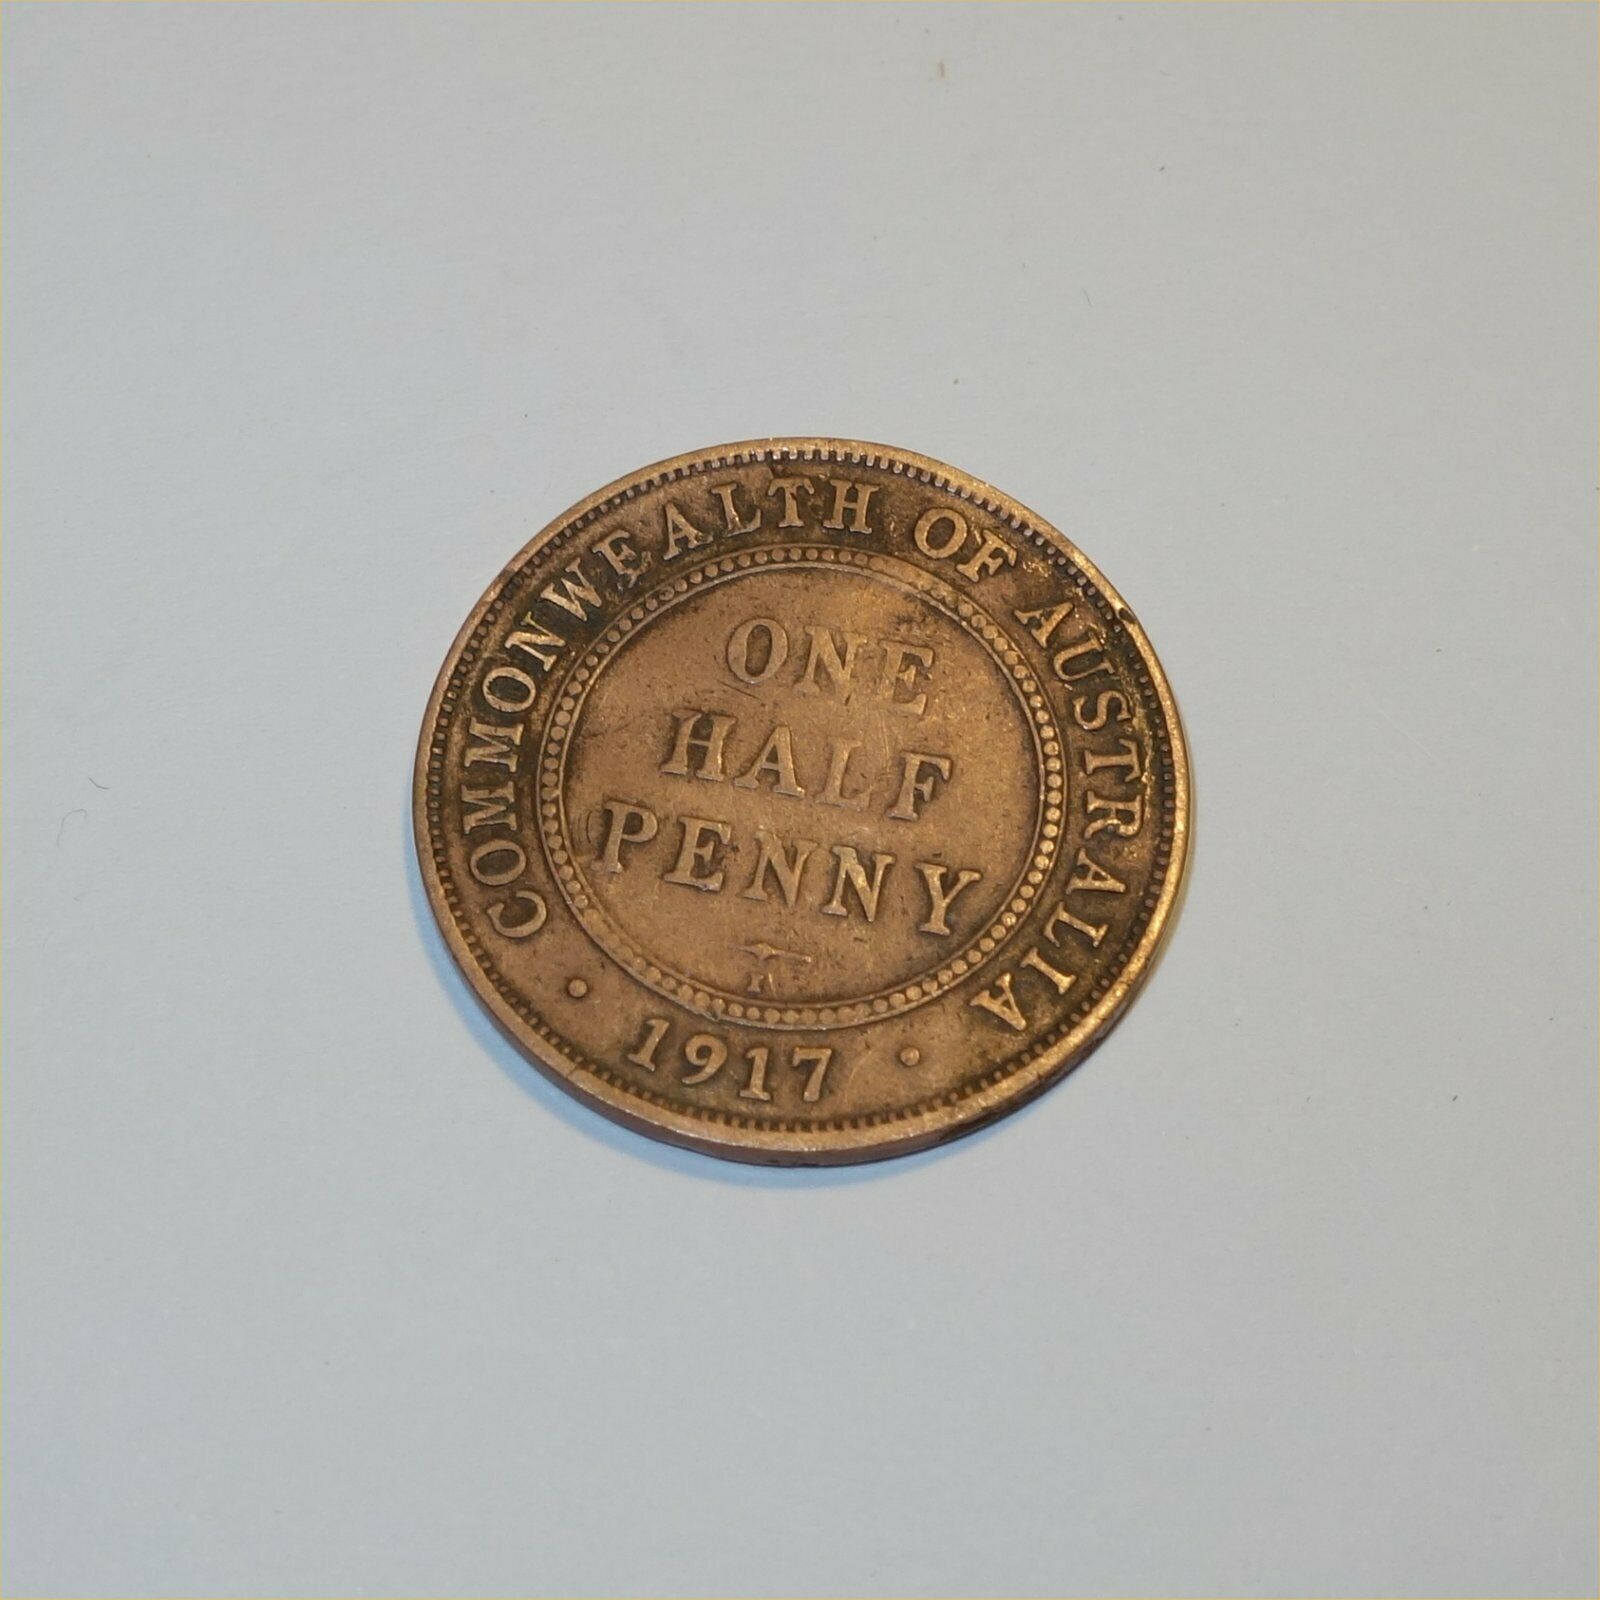 COMMONWEALTH OF AUSTRALIA
ONE
HALF
PENNY
I
· 1917 ·